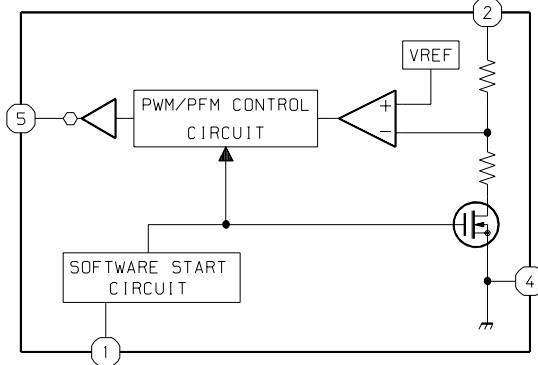 2
VREF
PWM/PFM CONTROL
CIRCUIT
+
−
5
SOFTWARE START
CIRCUIT
4
1